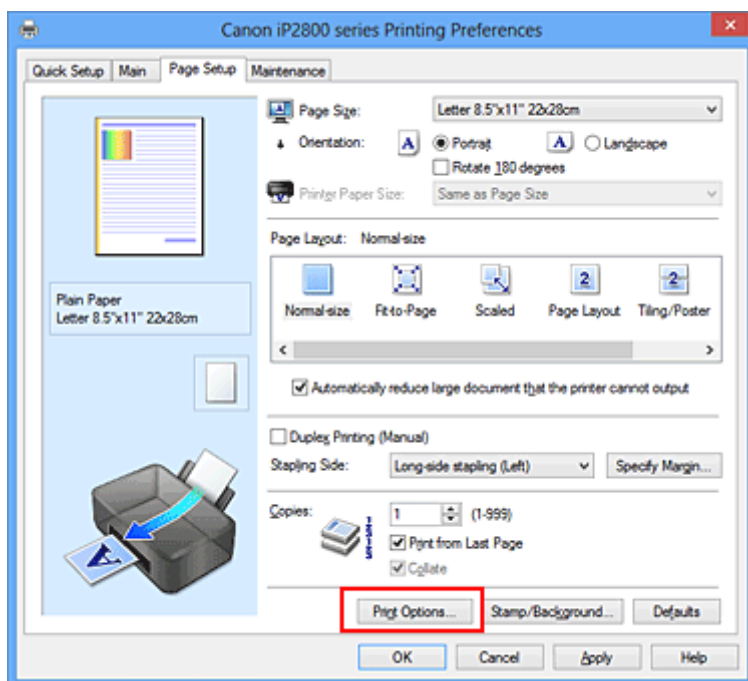 Canon iP2800 series Printing Preferences
Quick Setup Main Page Setup Maintenance
Page Size: Letter 8.5"x11" 22x28cm
Orientation: A Portrait A Landscape
Rotate 180 degrees
Printer Paper Size: Same as Page Size
Page Layout: Normal-size
2 2
Normal-size Fit-to-Page Scaled Page Layout Tiling/Poster
Plain Paper
Letter 8.5"x11" 22x28cm
Automatically reduce large document that the printer cannot output
Duplex Printing (Manual)
Stapling Side: Long-side stapling (Left) Specify Margin...
Copies: 1 (1-999)
Print from Last Page
Collate
A
Print Options... Stamp/Background... Defaults
OK Cancel Apply Help